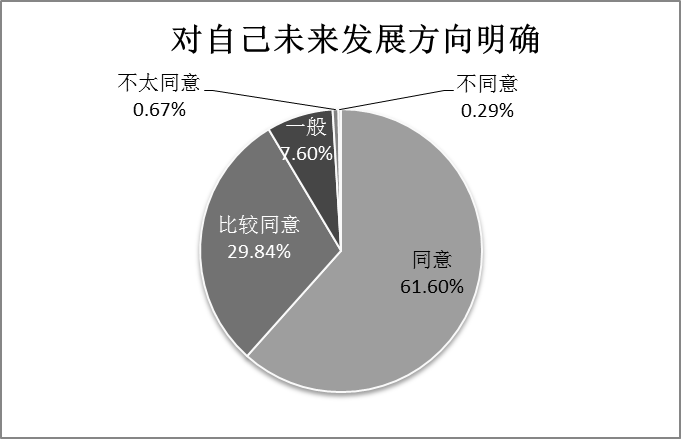 对自己未来发展方向明确
不太同意
0.67%
不同意
0.29%
一般
7.60%
比较同意
29.84%
同意
61.60%